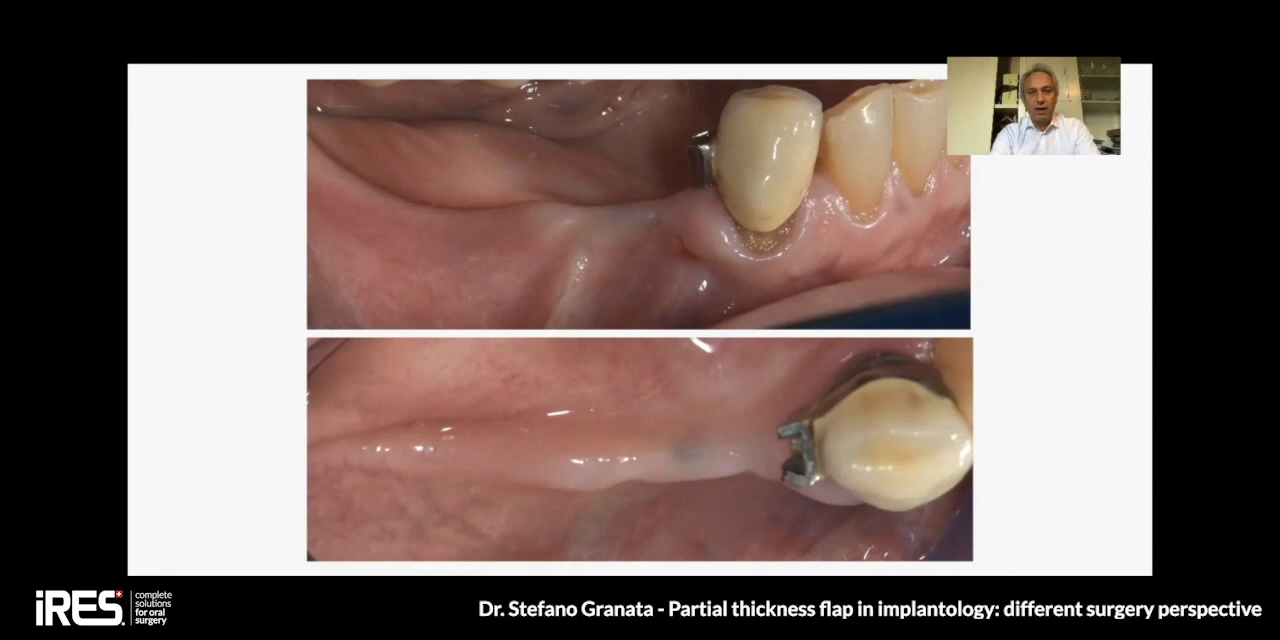 iRES
complete
solutions
for oral
surgery
Dr. Stefano Granata - Partial thickness flap in implantology: different surgery perspective